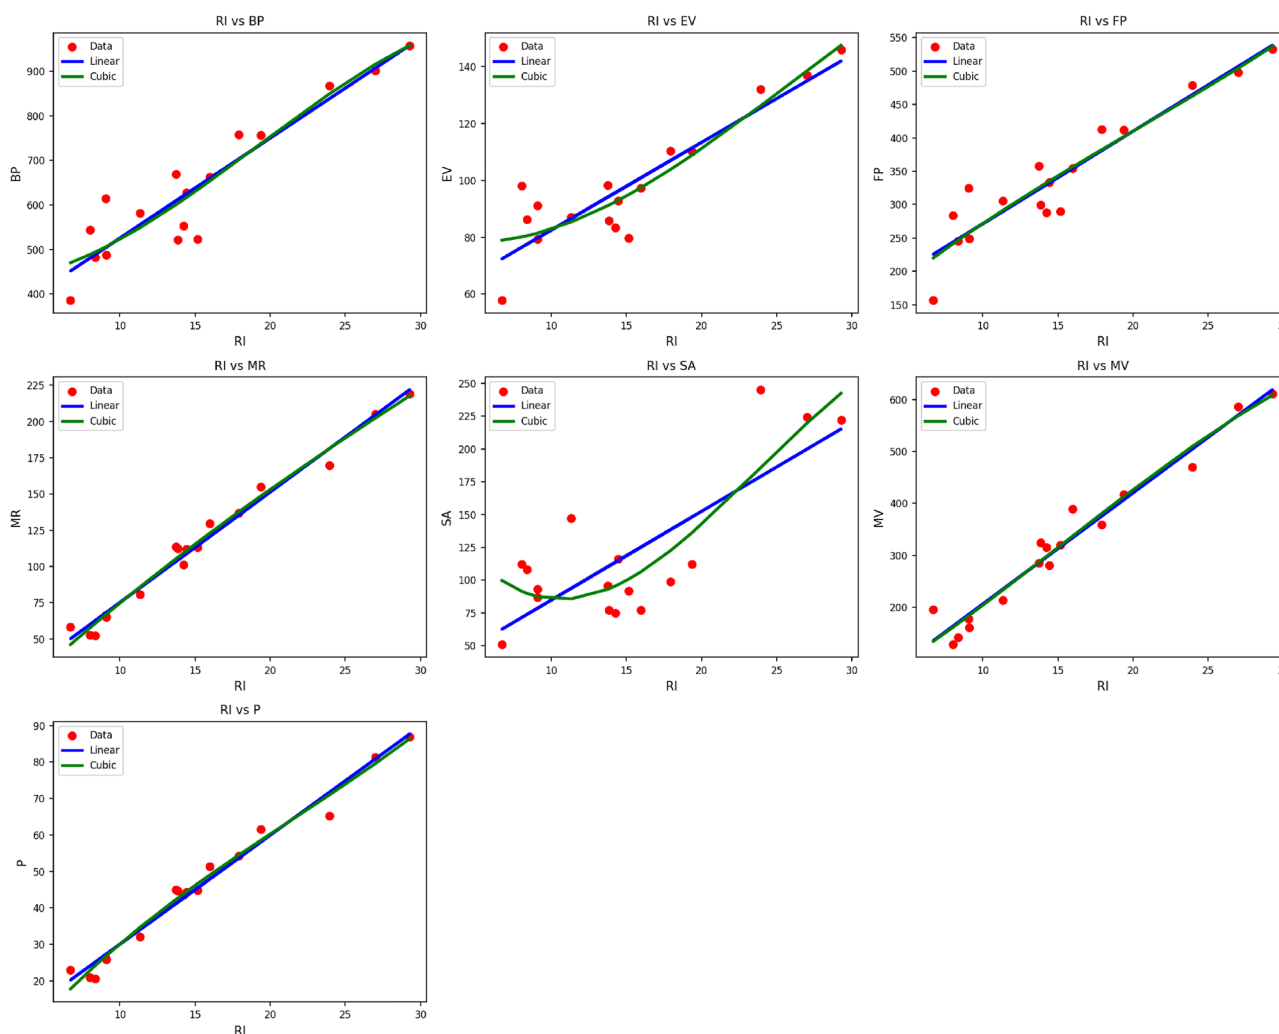 RI vs BP
Data
Linear
Cubic
BP
900
800
700
600
500
400
10 15 20 25 30
RI
RI vs EV
Data
Linear
Cubic
EV
140
120
100
80
60
10 15 20 25 30
RI
RI vs FP
Data
Linear
Cubic
FP
550
500
450
400
350
300
250
200
150
10 15 20 25
RI
RI vs MR
Data
Linear
Cubic
MR
225
200
175
150
125
100
75
50
10 15 20 25 30
RI
RI vs SA
Data
Linear
Cubic
SA
250
225
200
175
150
125
100
75
50
10 15 20 25 30
RI
RI vs MV
Data
Linear
Cubic
MV
600
500
400
300
200
10 15 20 25
RI
RI vs P
Data
Linear
Cubic
P
90
80
70
60
50
40
30
20
10 15 20 25 30
RI